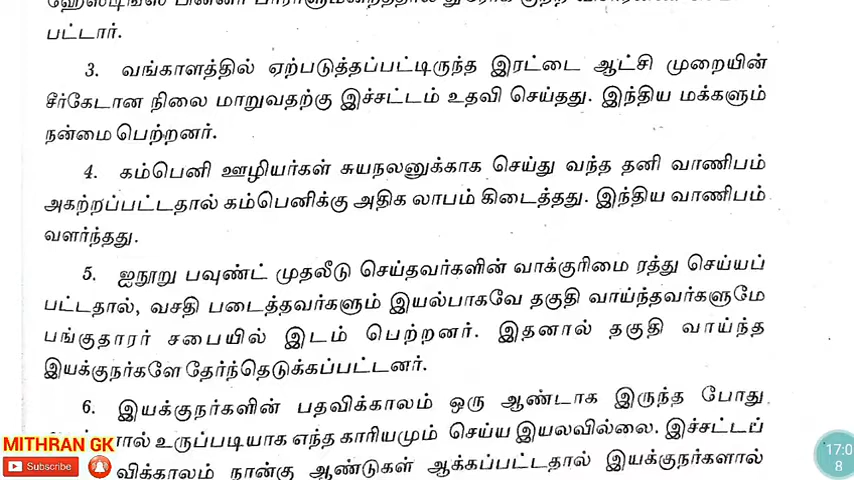 பட்டார்.
3. வங்காளத்தில் ஏற்படுத்தப்பட்டிருந்த இரட்டை ஆட்சி முறையின்
சீர்கேடான நிலை மாறுவதற்கு இச்சட்டம் உதவி செய்தது. இந்திய மக்களும்
நன்மை பெற்றனர்.
4. கம்பெனி ஊழியர்கள் சுயநலனுக்காக செய்து வந்த தனி வாணிபம்
அகற்றப்பட்டதால் கம்பெனிக்கு அதிக லாபம் கிடைத்தது. இந்திய வாணிபம்
வளர்ந்தது.
5. ஐநூறு பவுண்ட் முதலீடு செய்தவர்களின் வாக்குரிமை ரத்து செய்யப்
பட்டதால், வசதி படைத்தவர்களும் இயல்பாகவே தகுதி வாய்ந்தவர்களுமே
பங்குதாரர் சபையில் இடம் பெற்றனர். இதனால் தகுதி வாய்ந்த
இயக்குநர்களே தேர்ந்தெடுக்கப்பட்டனர்.
6. இயக்குநர்களின் பதவிக்காலம் ஒரு ஆண்டாக இருந்த போது
உருப்படியாக எந்த காரியமும் செய்ய இயலவில்லை. இச்சட்டப்
நான்கு ஆண்டுகள் ஆக்கப்பட்டதால் இயக்குநர்களால்
MITHRAN GK
Subscribe
17:0
8